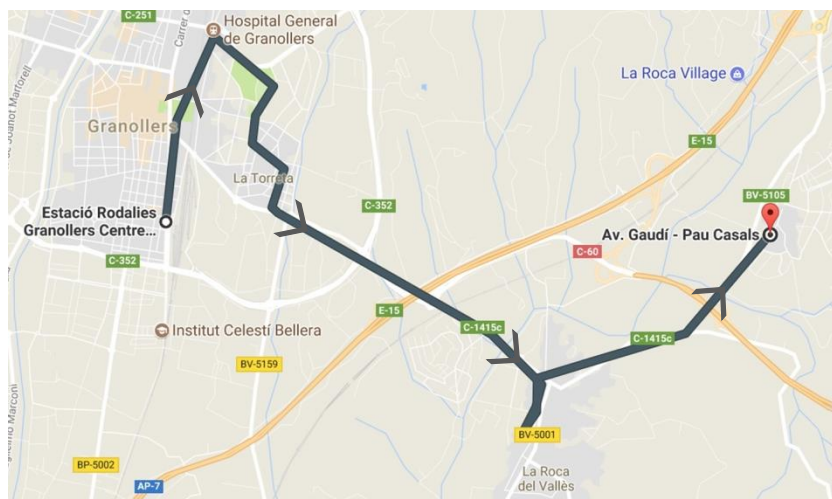 C-251
Carrer d
Hospital General
de Granollers
La Roca Village
Granollers
E-15
La Torreta
BV-5105
C-352
Estació Rodalies
Granollers Centre...
Av. Gaudí - Pau Casals
C-352
C-60
E-15
Institut Celestí Bellera
C-1415c
C-1415c
BV-5159
BV-5001
BP-5002
La Roca
del Vallès
AP-7